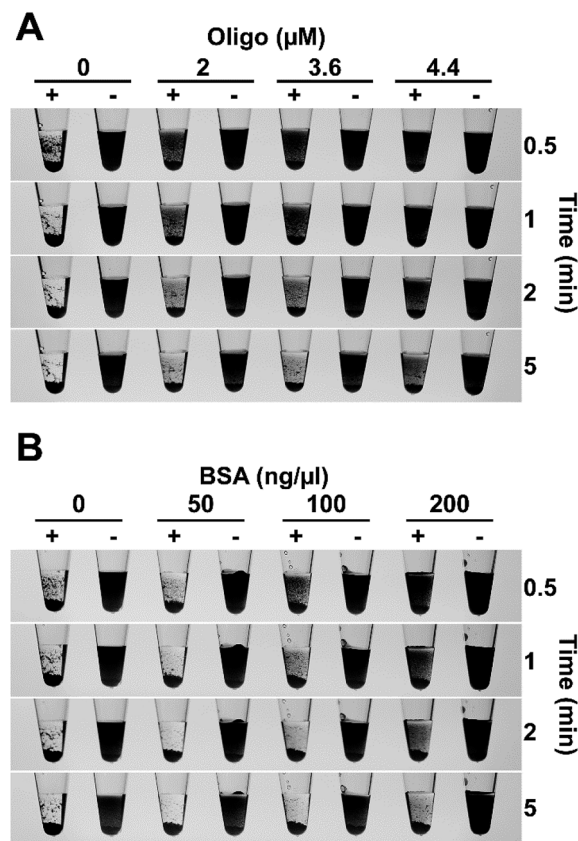 A
Oligo (µM)
0 2 3.6 4.4
+ - + - + - + -
0.5
1
2
5
Time (min)
B
BSA (ng/µl)
0 50 100 200
+ - + - + - + -
0.5
1
2
5
Time (min)